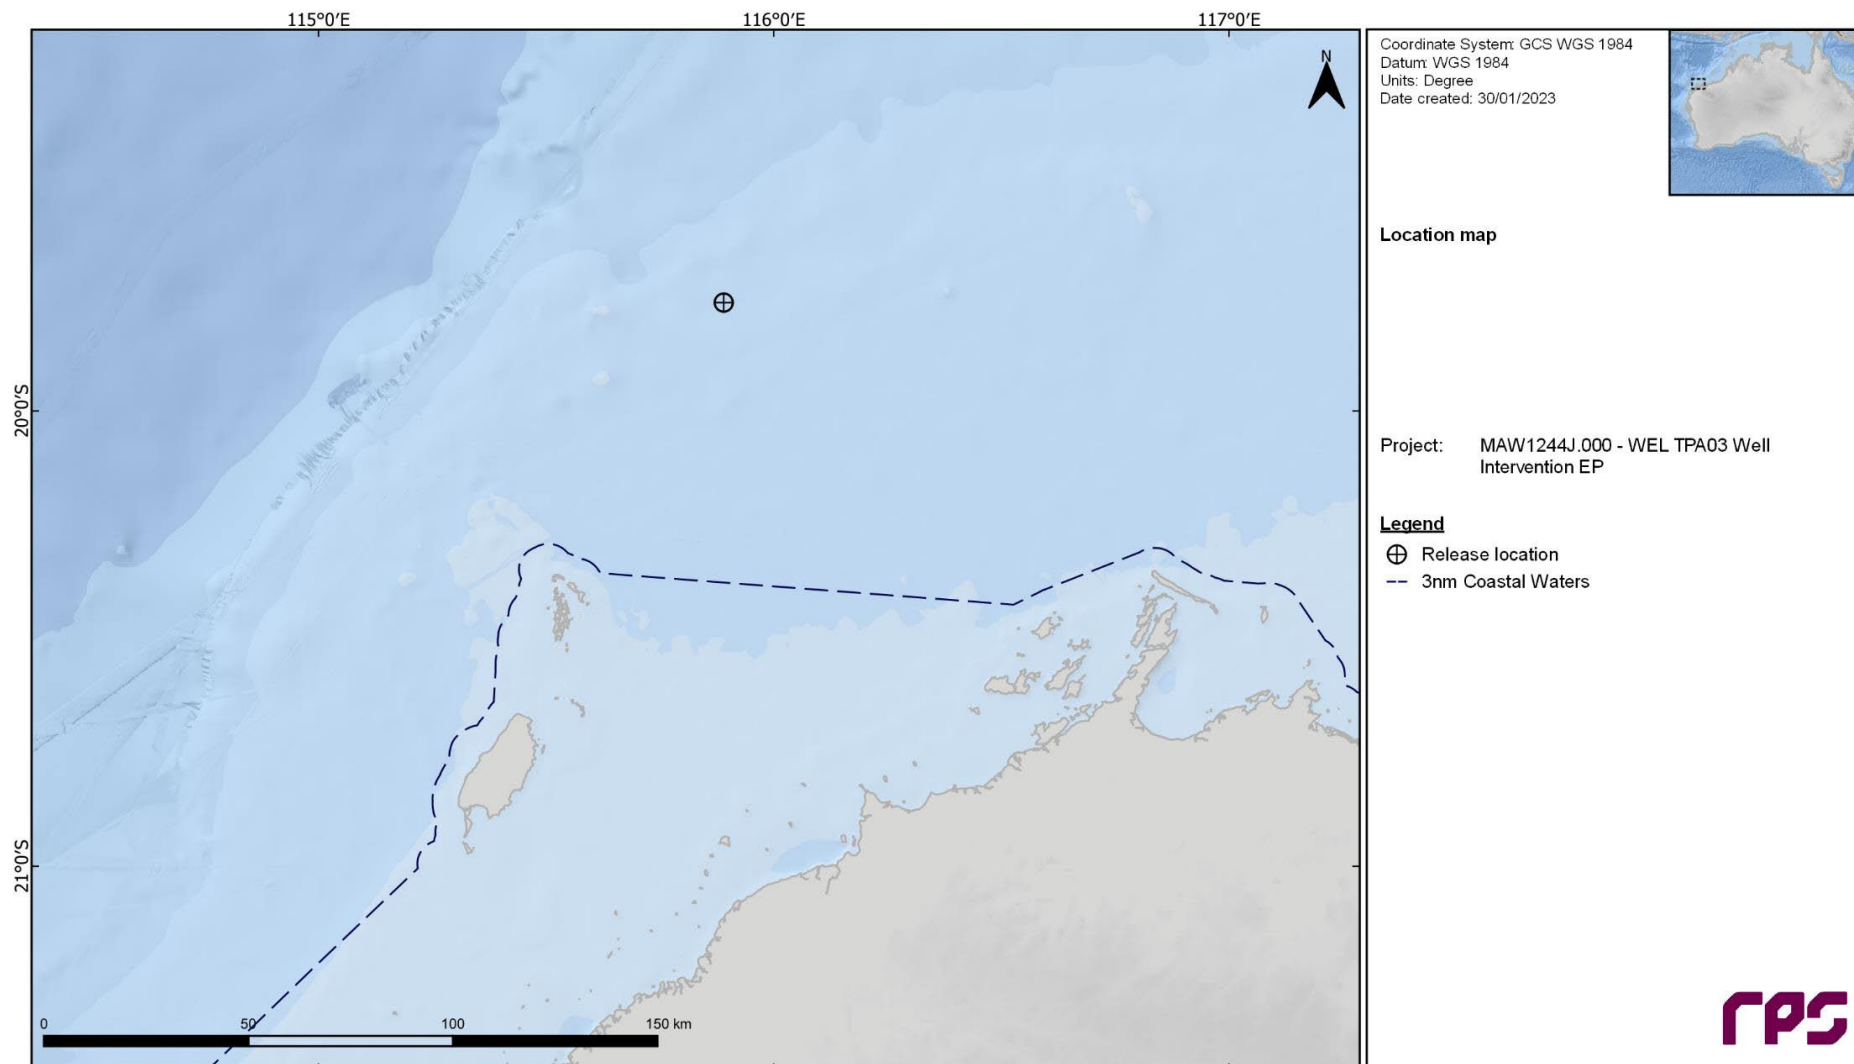 115°0′E 116°0′E 117°0′E
N
20°0′S
21°0′S
0 50 100 150 km
Coordinate System: GCS WGS 1984
Datum: WGS 1984
Units: Degree
Date created: 30/01/2023
Location map
Project: MAW1244J.000 - WEL TPA03 Well
Intervention EP
Legend
Release location
3nm Coastal Waters
rps